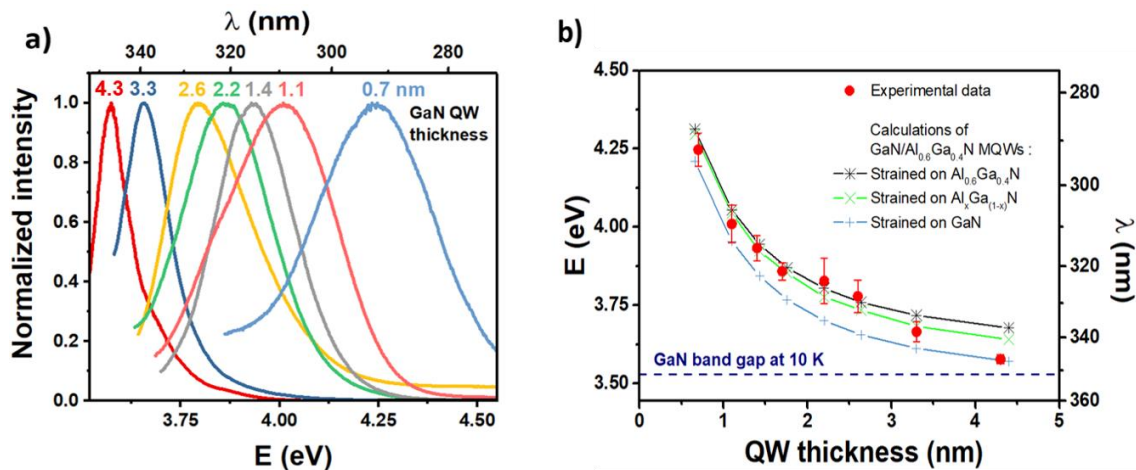 a)
λ (nm)
340 320 300 280
4.3 3.3 2.6 2.2 1.4 1.1 0.7 nm
GaN QW
thickness
Normalized intensity
1.0
0.8
0.6
0.4
0.2
0.0
3.75 4.00 4.25 4.50
E (eV)
b)
E (eV)
4.50
4.25
4.00
3.75
3.50
Experimental data
Calculations of
GaN/Al0.6Ga0.4N MQWs :
Strained on Al0.6Ga0.4N
Strained on AlxGa(1-x)N
Strained on GaN
GaN band gap at 10 K
280
300
320
340
360
λ (nm)
0 1 2 3 4 5
QW thickness (nm)